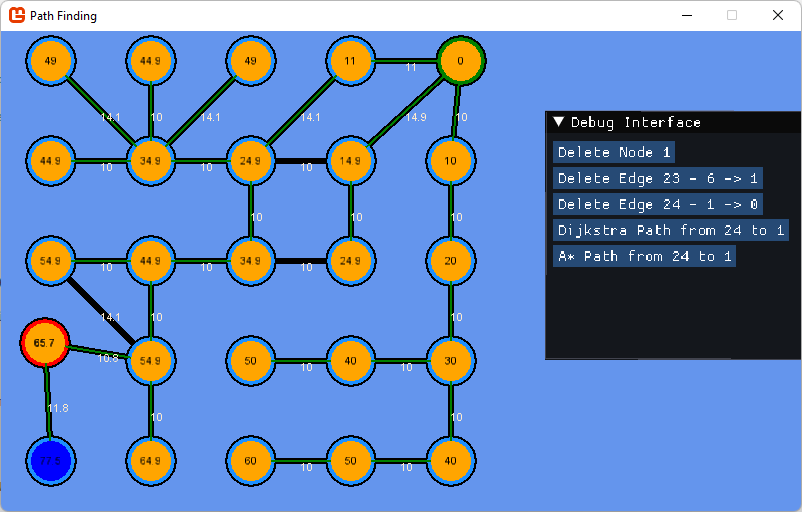 Path Finding
49 44.9 49 11 11 0
14.1 10 14.1 14.1 14.9 10
44.9 10 34.9 10 24.9 10 14.9 10
10 10 10
54.9 10 44.9 10 34.9 10 24.9 20
14.1 10 10
65.7 10.8 54.9 50 10 40 10 30
11.8 10 10
64.9 60 10 50 10 40
Debug Interface
Delete Node 1
Delete Edge 23 - 6 -> 1
Delete Edge 24 - 1 -> 0
Dijkstra Path from 24 to 1
A* Path from 24 to 1